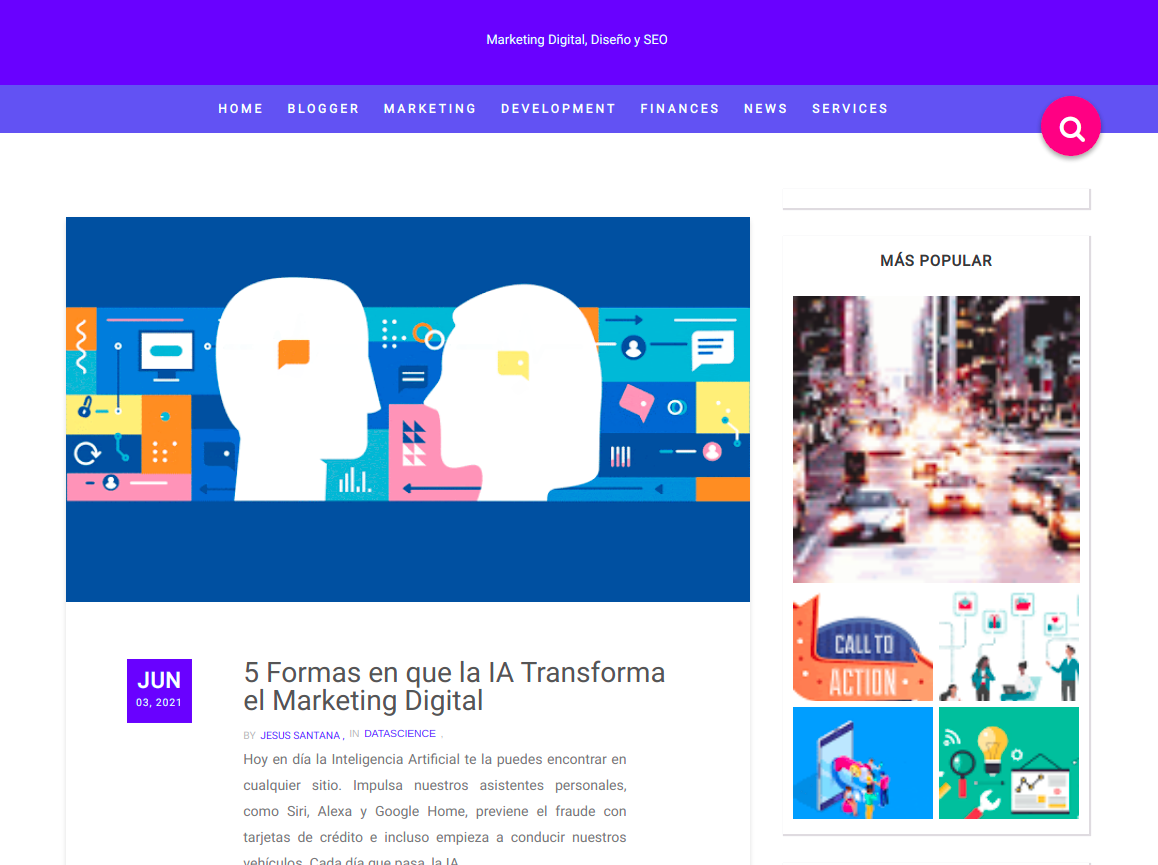 Marketing Digital, Diseño y SEO
HOME BLOGGER MARKETING DEVELOPMENT FINANCES NEWS SERVICES
MÁS POPULAR
CALL TO
ACTION
JUN
03, 2021
5 Formas en que la IA Transforma
el Marketing Digital
BY JESUS SANTANA , IN DATASCIENCE .
Hoy en día la Inteligencia Artificial te la puedes encontrar en
cualquier sitio. Impulsa nuestros asistentes personales,
como Siri, Alexa y Google Home, previene el fraude con
tarjetas de crédito e incluso empieza a conducir nuestros
vehículos. Cada día que pasa, la IA